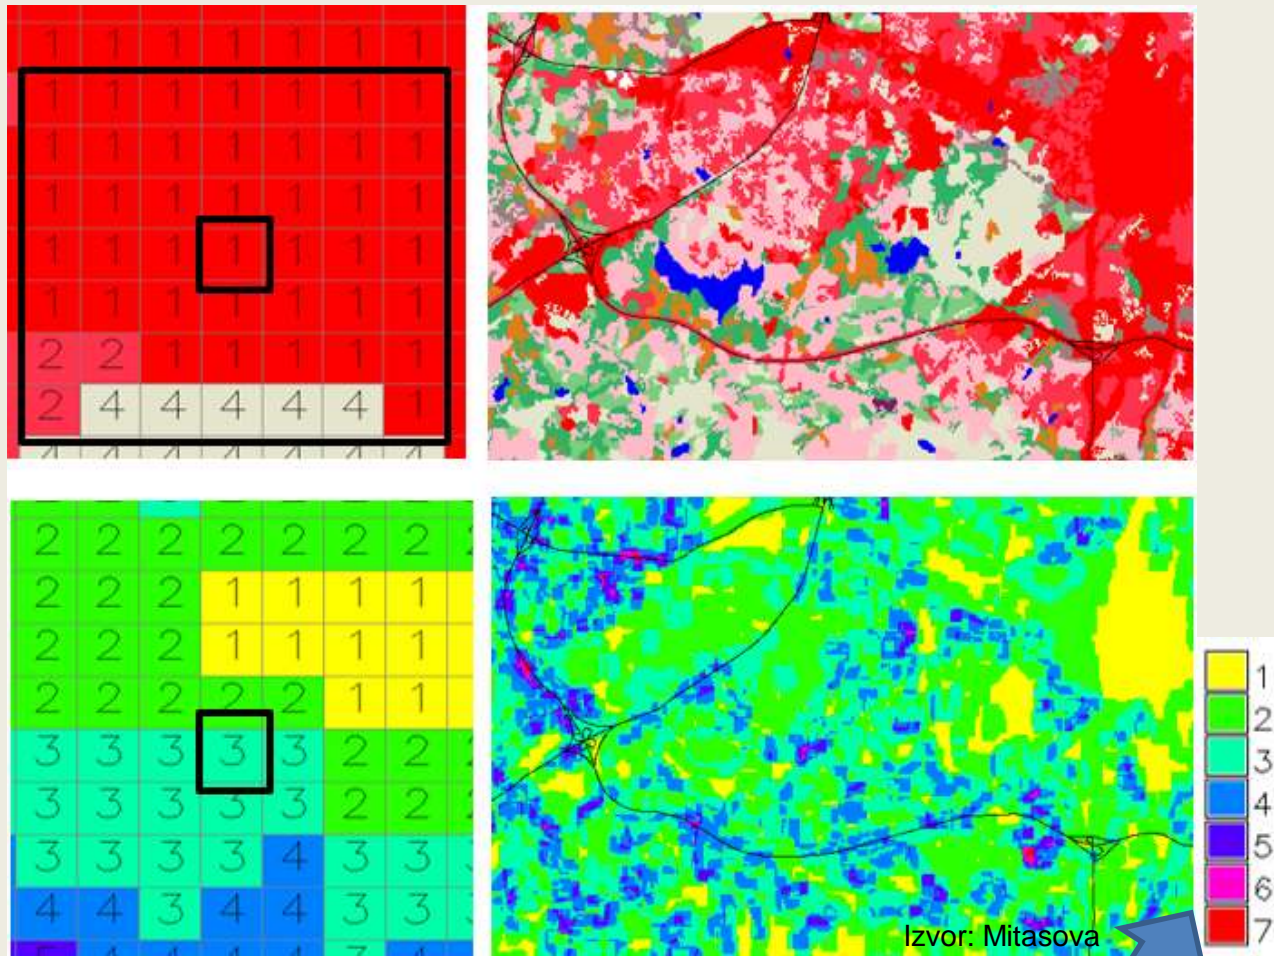 1 1 1 1 1 1 1
1 1 1 1 1 1 1
1 1 1 1 1 1 1
1 1 1 1 1 1 1
1 1 1 1 1 1 1
1 1 1 1 1 1 1
2 2 1 1 1 1 1
2 4 4 4 4 4 1
2 2 2 2 2 2 2
2 2 2 1 1 1 1
2 2 2 1 1 1 1
2 2 2 2 2 1 1
3 3 3 3 3 2 2
3 3 3 3 3 2 2
3 3 3 3 4 3 3
4 4 3 4 4 3 3
1
2
3
4
5
6
7
Izvor: Mitasova